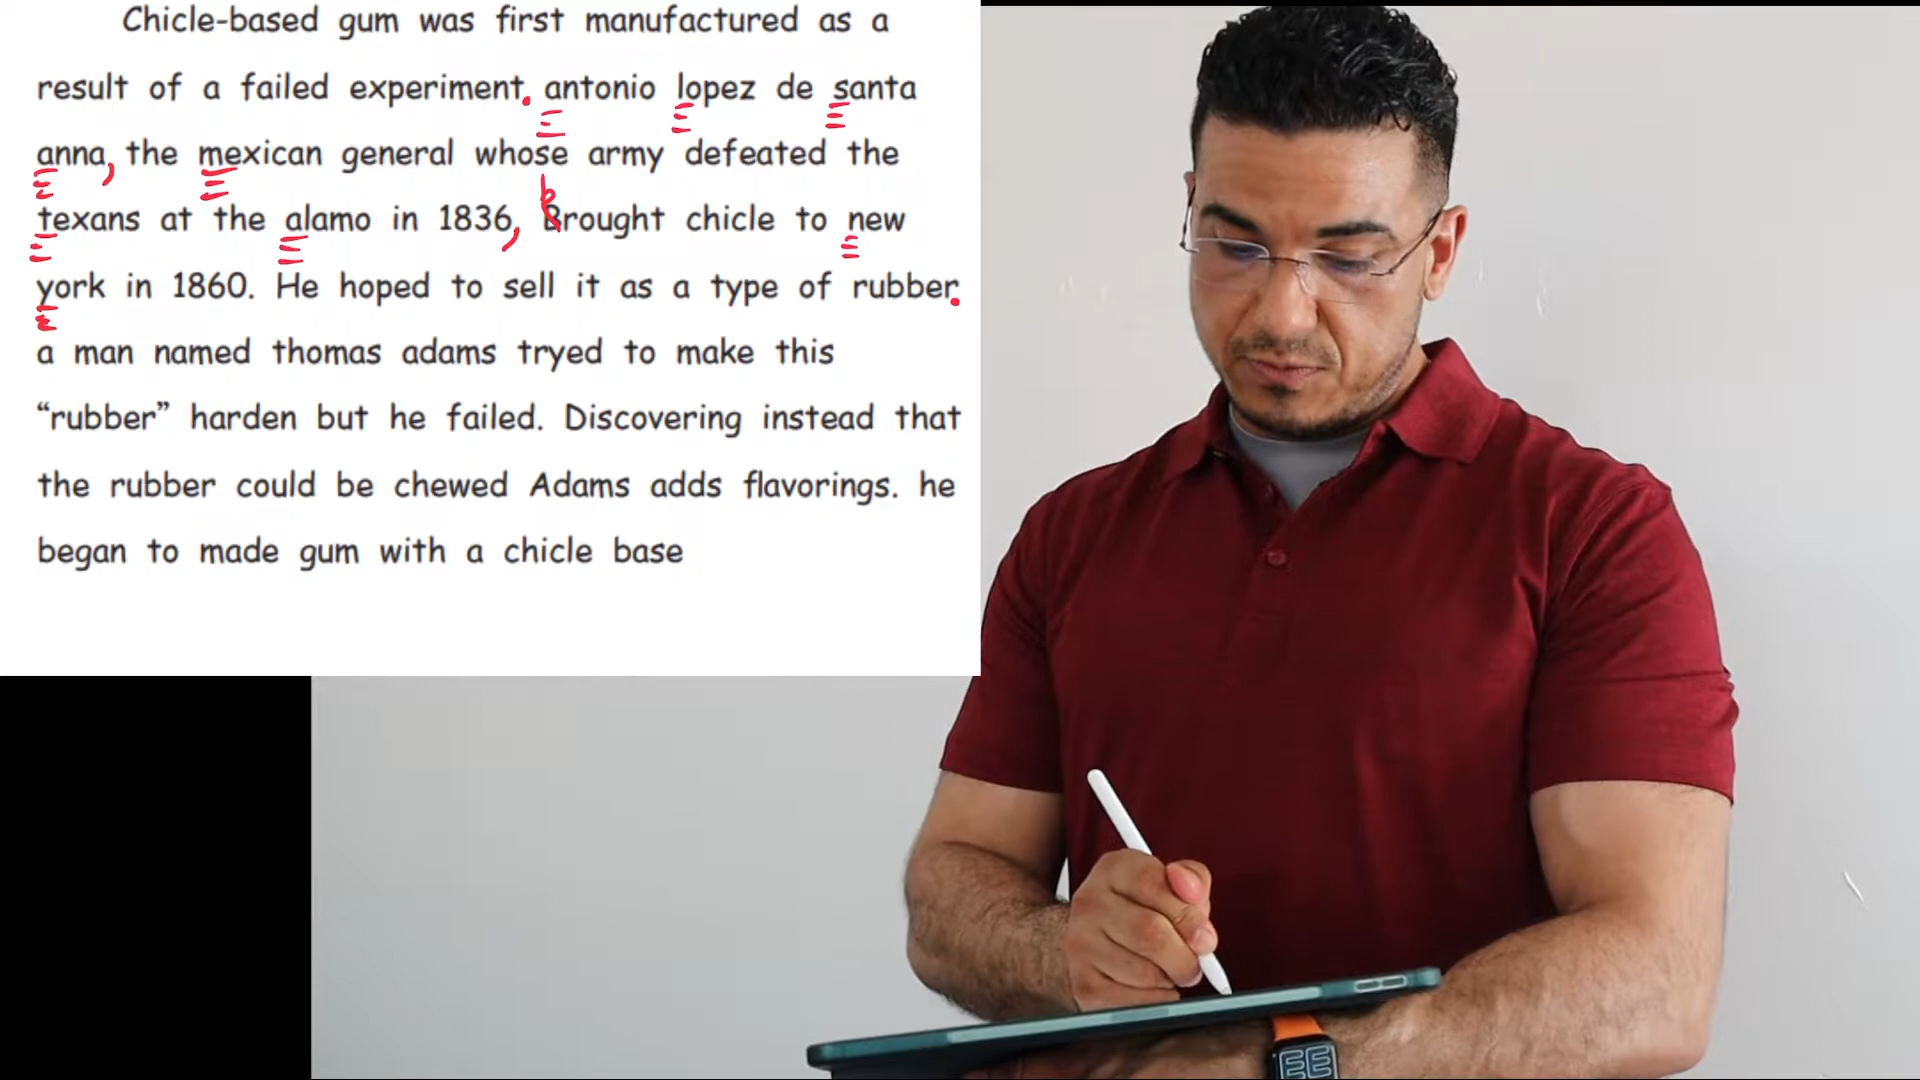 Chicle-based gum was first manufactured as a
result of a failed experiment. antonio lopez de santa
anna, the mexican general whose army defeated the
b
texans at the alamo in 1836, Brought chicle to new
york in 1860. He hoped to sell it as a type of rubber.
a man named thomas adams tryed to make this
“rubber” harden but he failed. Discovering instead that
the rubber could be chewed Adams adds flavorings. he
began to made gum with a chicle base